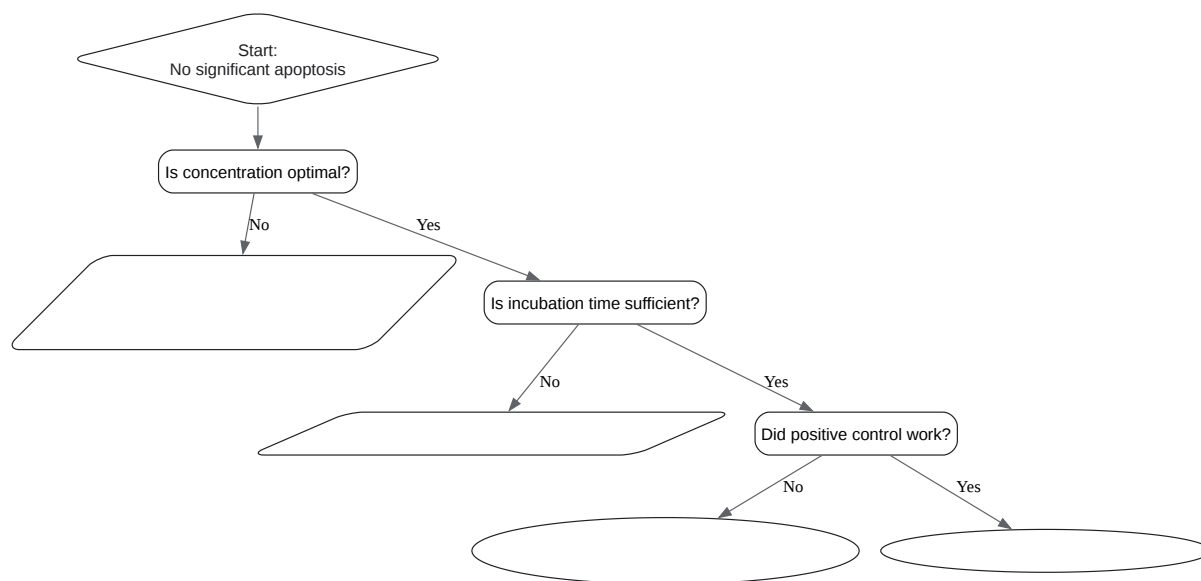 Start:
No significant apoptosis
Is concentration optimal?
No
Yes
Is incubation time sufficient?
No
Yes
Did positive control work?
No
Yes